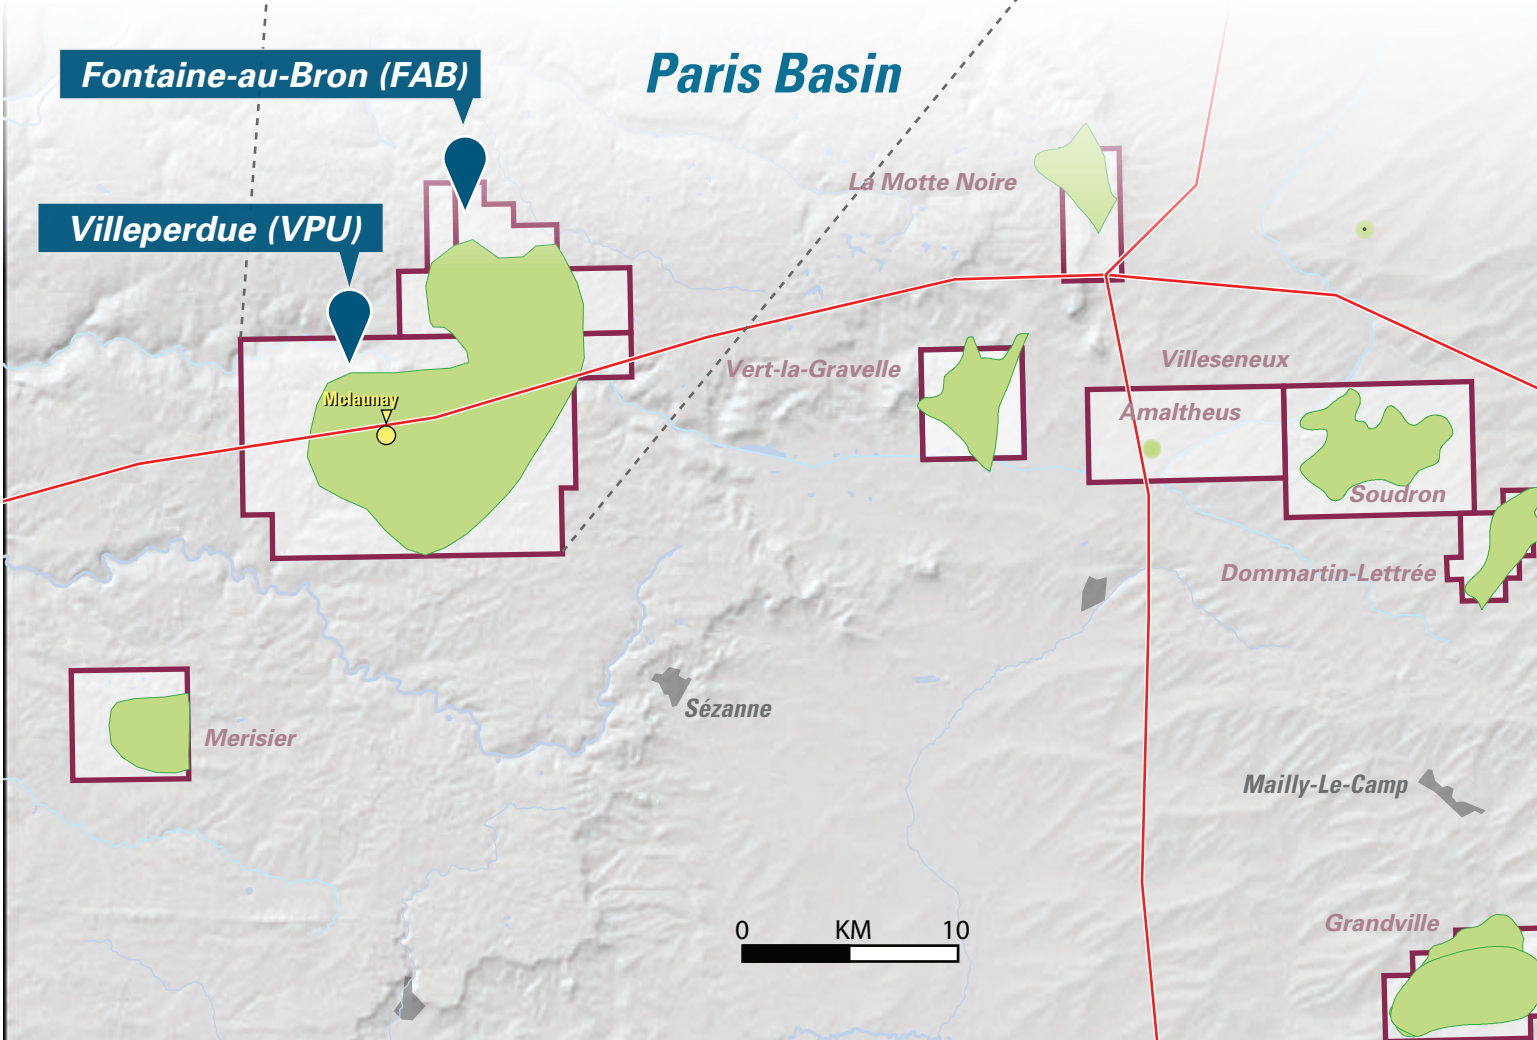 Paris Basin
Fontaine-au-Bron (FAB)
La Motte Noire
Villeperdue (VPU)
Villeseneux
Vert-la-Gravelle
Mclaunay
Amaltheus
Soudron
Dommartin-Lettrée
Sézanne
Merisier
Mailly-Le-Camp
Grandville
0 KM 10